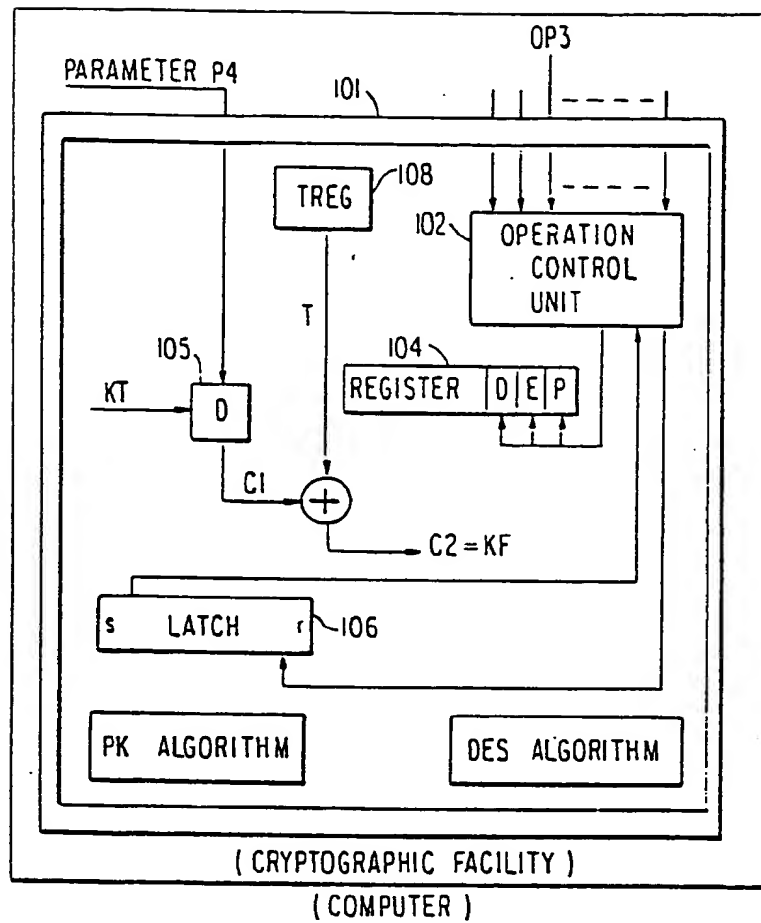 OP3
PARAMETER P4
101
TREG
108
102
OPERATION
CONTROL
UNIT
T
105
104
REGISTER D E P
KT
D
C1
+
C2=KF
s LATCH r
106
PK ALGORITHM
DES ALGORITHM
( CRYPTOGRAPHIC FACILITY )
( COMPUTER )